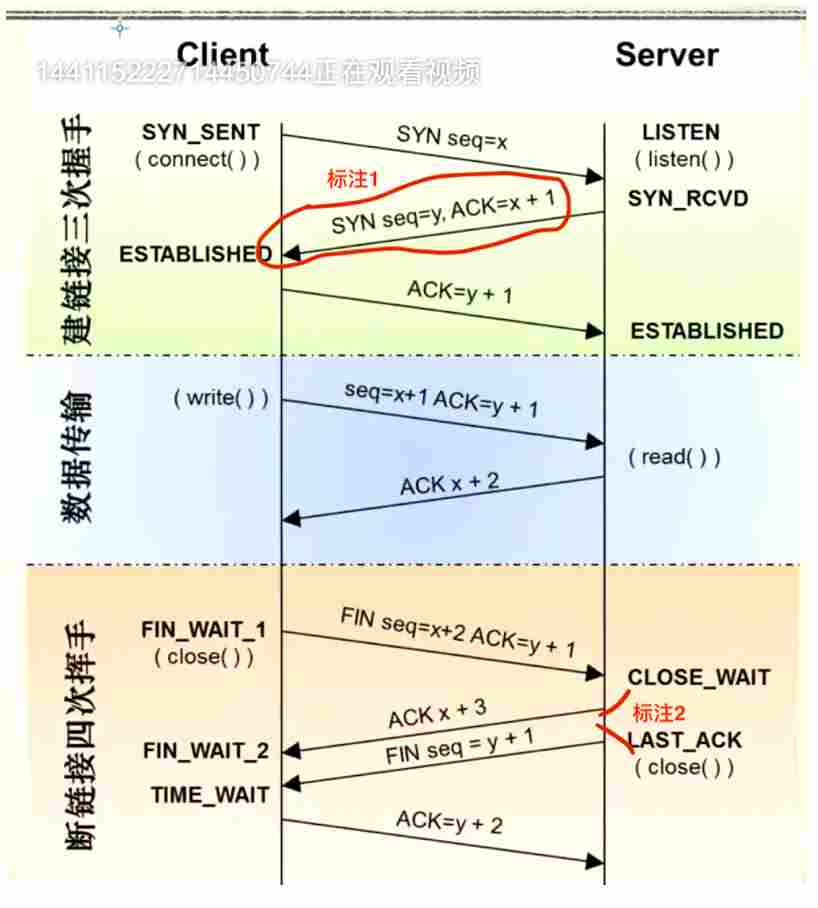 Client
Server
1441152222714450744正在观看视频
建链接三次握手
SYN_SENT
( connect( ) )
SYN seq=x
LISTEN
( listen( ) )
标注1
SYN seq=y, ACK=x + 1
SYN_RCVD
ESTABLISHED
ACK=y + 1
ESTABLISHED
数据传输
( write( ) )
seq=x+1 ACK=y + 1
( read( ) )
ACK x + 2
断链接四次挥手
FIN_WAIT_1
( close( ) )
FIN seq=x+2 ACK=y + 1
CLOSE_WAIT
ACK x + 3
标注2
FIN_WAIT_2
FIN seq = y + 1
LAST_ACK
( close( ) )
TIME_WAIT
ACK=y + 2